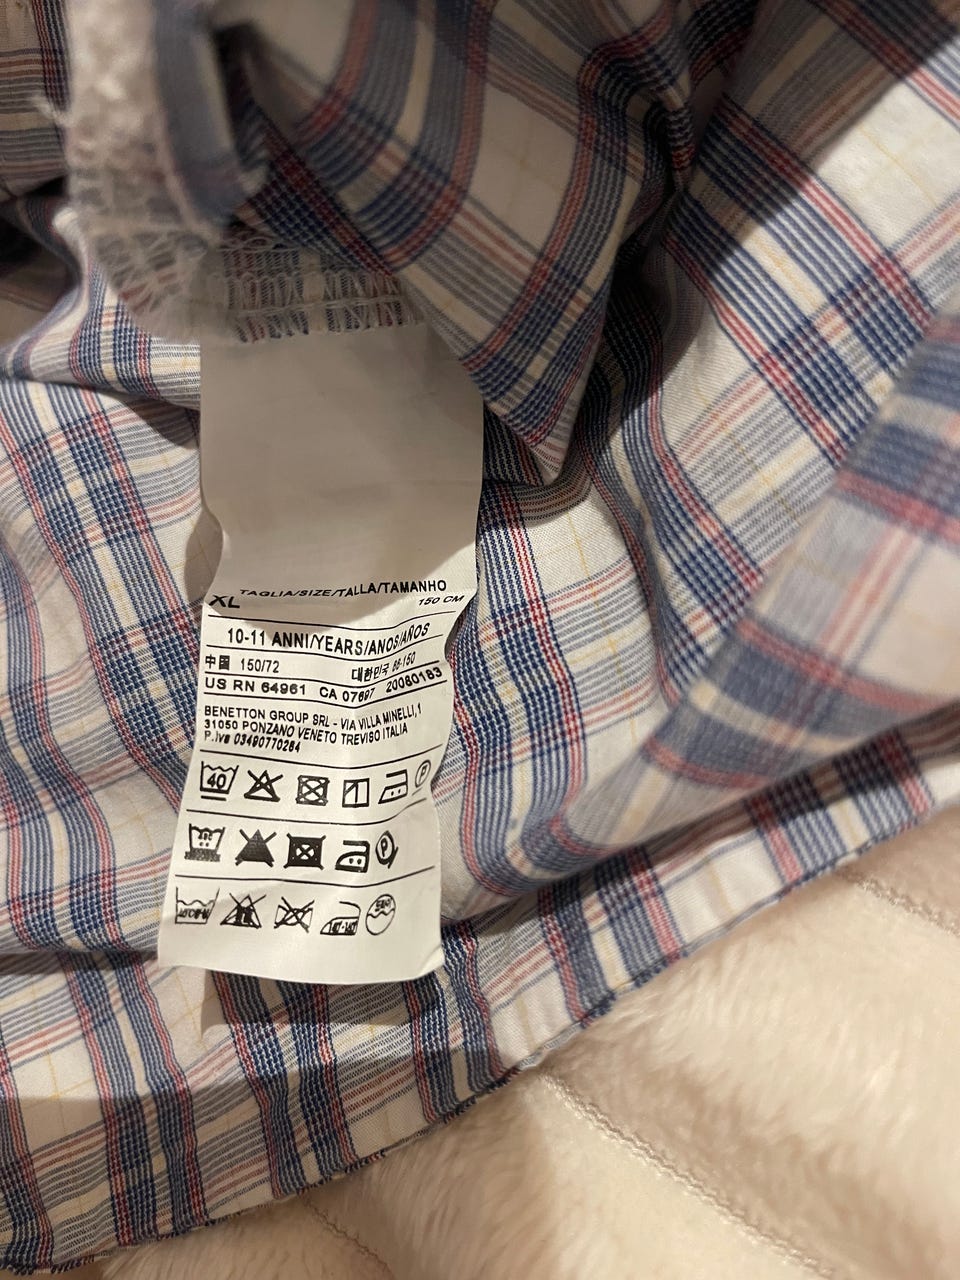 TAGLIA/SIZE/TALLA/TAMANHO
XL 150 CM
10-11 ANNI/YEARS/ANOS/AÑOS
中国 150/72 대한민국 88-150
US RN 64961 CA 07697 20080183
BENETTON GROUP SRL - VIA VILLA MINELLI,1
31050 PONZANO VENETO TREVISO ITALIA
P.iva 03490770264
40 P